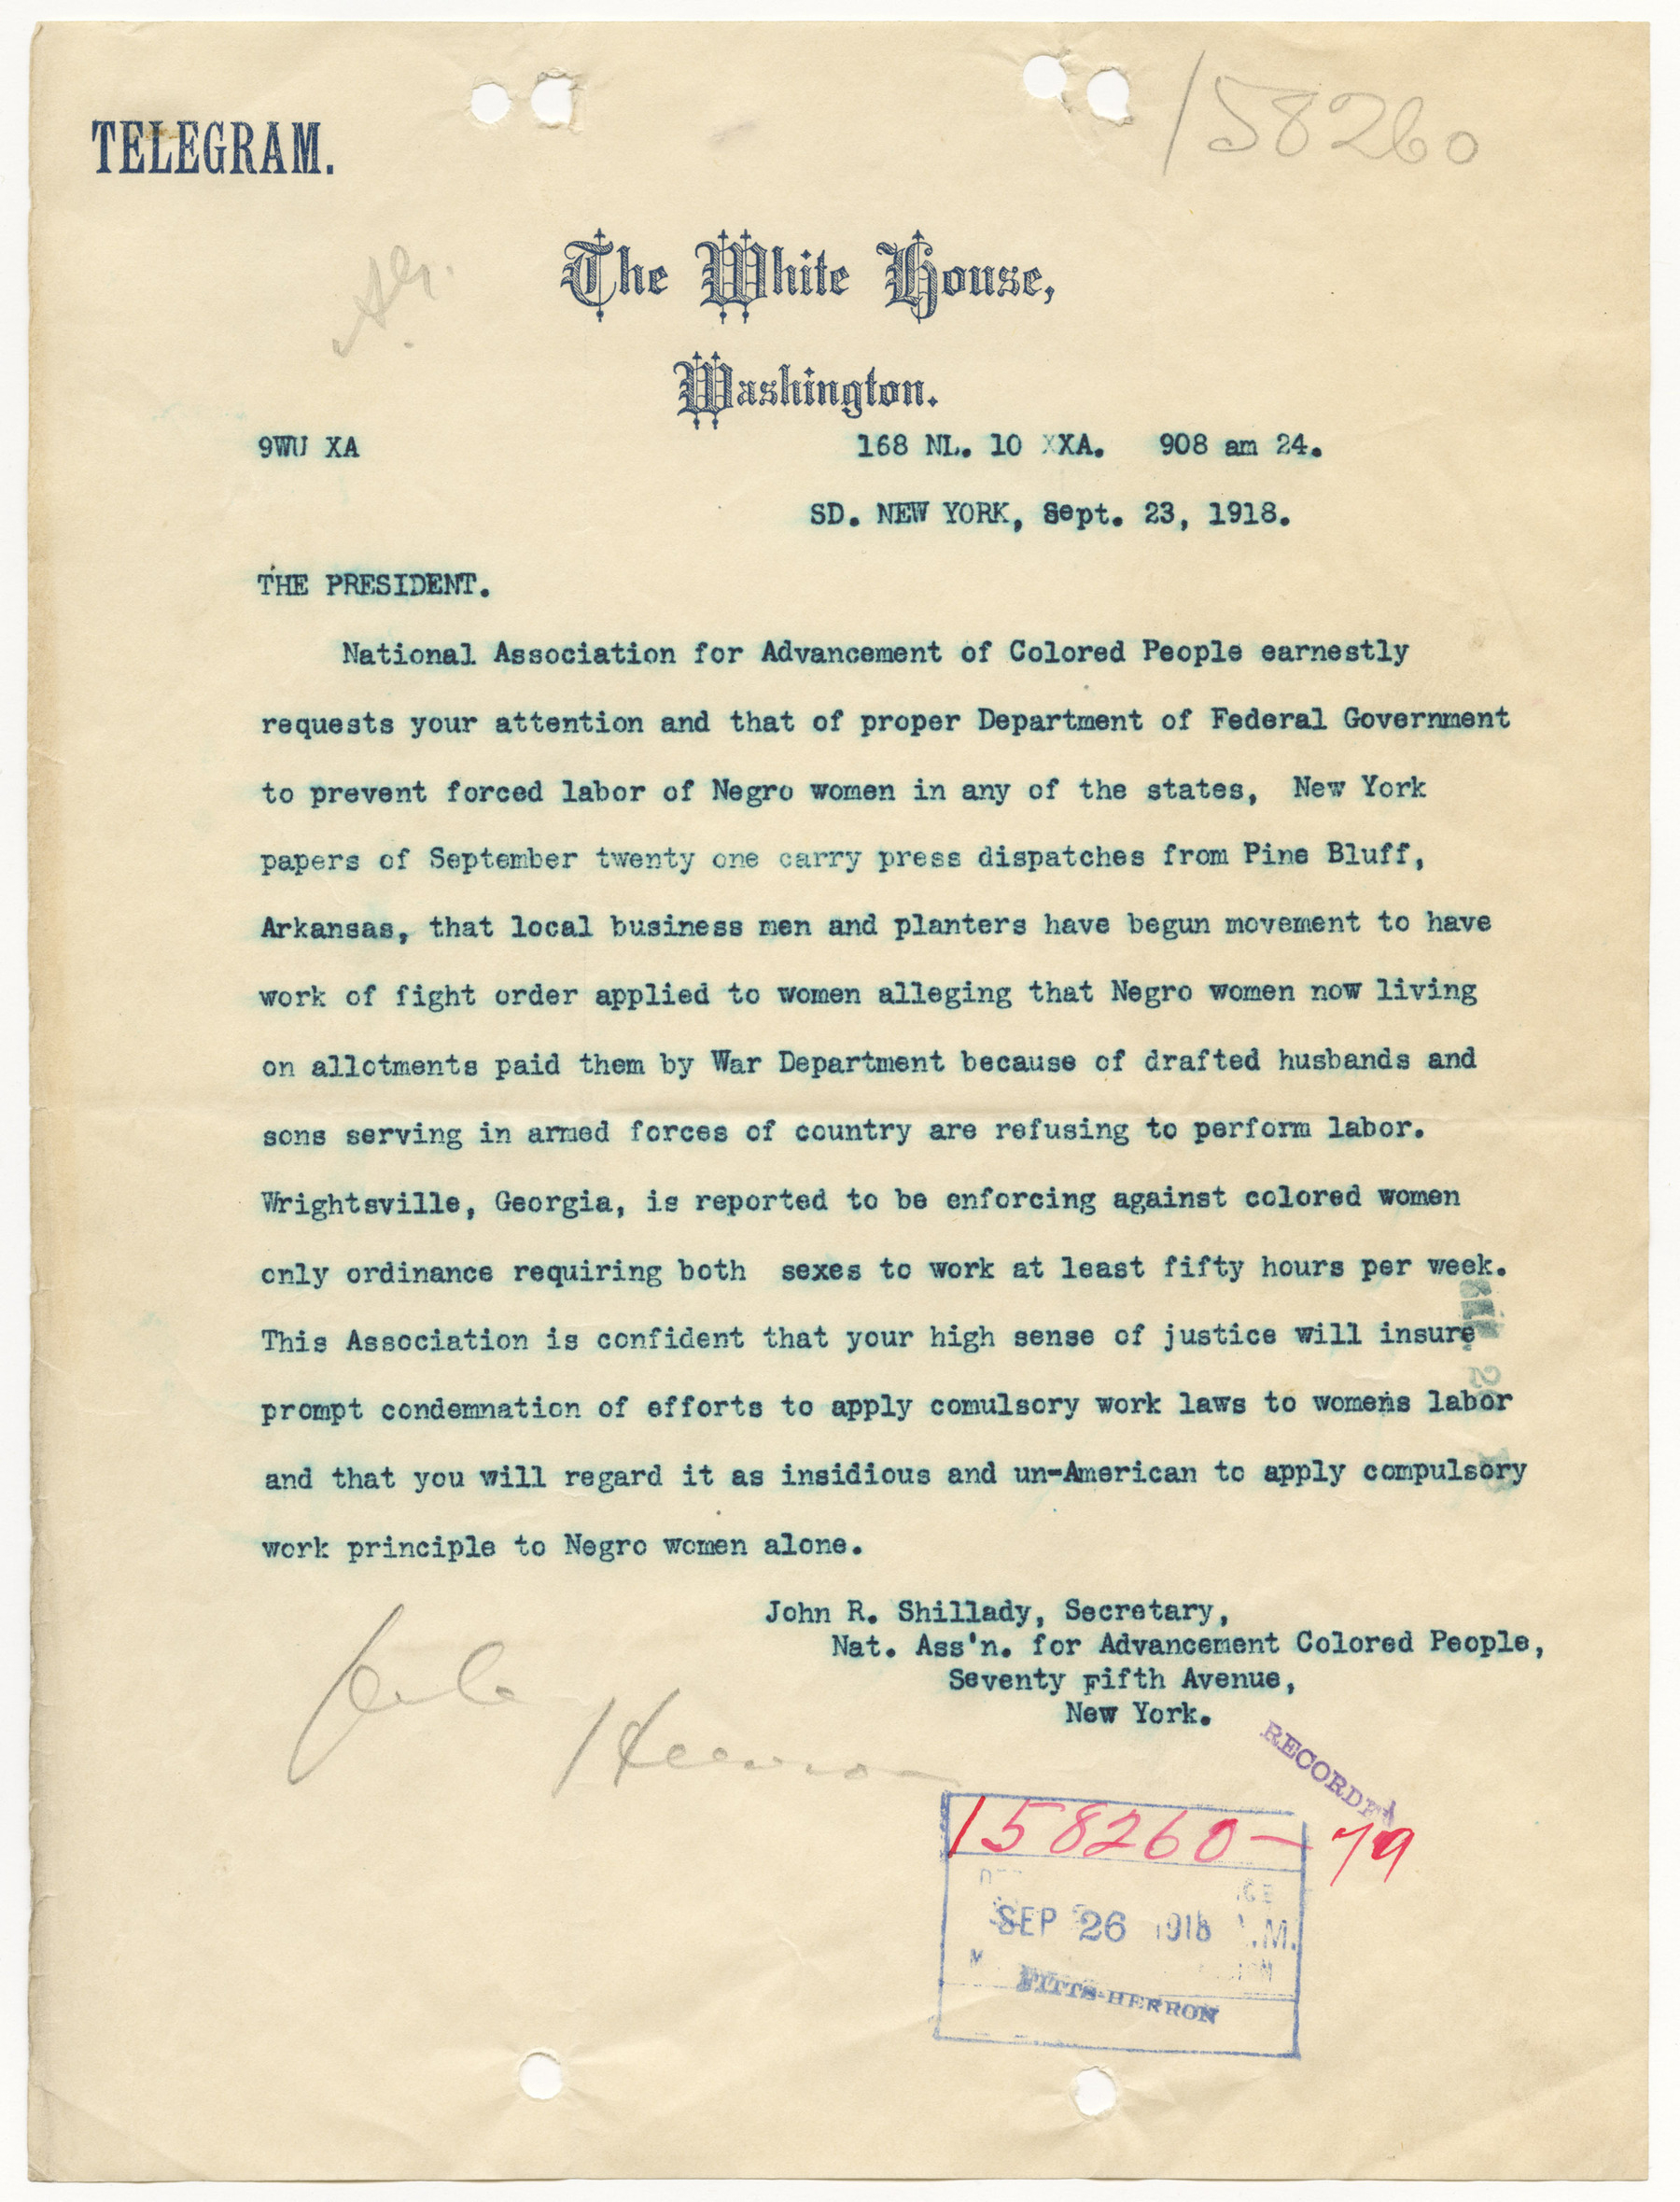 158260
TELEGRAM.
The White House,
Washington.
9WU XA 168 NL. 10 XXA. 908 am 24.
SD. NEW YORK, Sept. 23, 1918.
THE PRESIDENT.
National Association for Advancement of Colored People earnestly
requests your attention and that of proper Department of Federal Government
to prevent forced labor of Negro women in any of the states, New York
papers of September twenty one carry press dispatches from Pine Bluff,
Arkansas, that local business men and planters have begun movement to have
work of fight order applied to women alleging that Negro women now living
on allotments paid them by War Department because of drafted husbands and
sons serving in armed forces of country are refusing to perform labor.
Wrightsville, Georgia, is reported to be enforcing against colored women
only ordinance requiring both sexes to work at least fifty hours per week.
This Association is confident that your high sense of justice will insure
prompt condemnation of efforts to apply comulsory work laws to womens labor
and that you will regard it as insidious and un-American to apply compulsory
work principle to Negro women alone.
John R. Shillady, Secretary,
Nat. Ass'n. for Advancement Colored People,
Seventy Fifth Avenue,
New York.
Herron
RECORDED
158260-79
SEP 26 1918 .M.
FITTS-HERRON